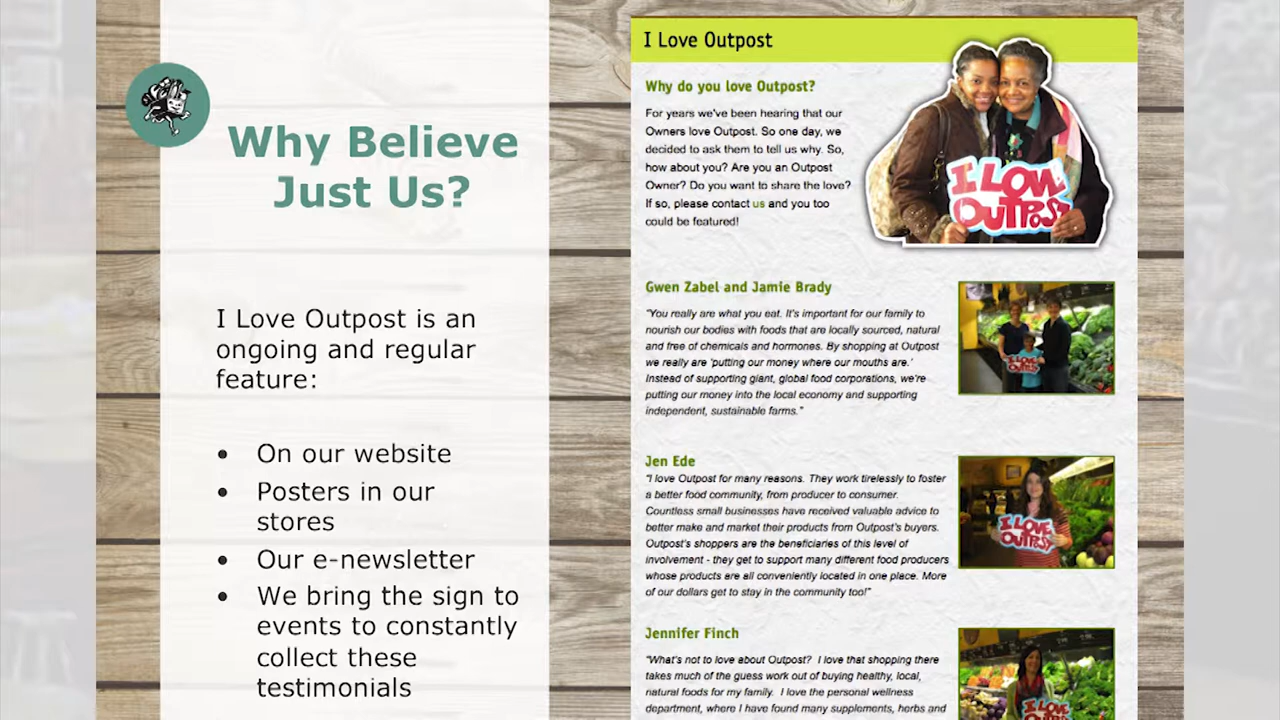 Why Believe
Just Us?
I Love Outpost is an
ongoing and regular
feature:
• On our website
• Posters in our
stores
• Our e-newsletter
• We bring the sign to
events to constantly
collect these
testimonials
I Love Outpost
Why do you love Outpost?
For years we've been hearing that our
Owners love Outpost. So one day, we
decided to ask them to tell us why. So,
how about you? Are you an Outpost
Owner? Do you want to share the love?
If so, please contact us and you too
could be featured!
I LOVE
OUTPOST
Gwen Zabel and Jamie Brady
"You really are what you eat. It's important for our family to
nourish our bodies with foods that are locally sourced, natural
and free of chemicals and hormones. By shopping at Outpost
we really are 'putting our money where our mouths are.'
Instead of supporting giant, global food corporations, we're
putting our money into the local economy and supporting
independent, sustainable farms."
I LOVE
OUTPOST
Jen Ede
"I love Outpost for many reasons. They work tirelessly to foster
a better food community, from producer to consumer.
Countless small businesses have received valuable advice to
better make and market their products from Outpost's buyers.
Outpost's shoppers are the beneficiaries of this level of
involvement - they get to support many different food producers
whose products are all conveniently located in one place. More
of our dollars get to stay in the community too!"
I LOVE
OUTPOST
Jennifer Finch
"What's not to love about Outpost? I love that shopping there
takes much of the guess work out of buying healthy, local,
natural foods for my family. I love the personal wellness
department, where I have found many supplements, herbs and
I LOVE